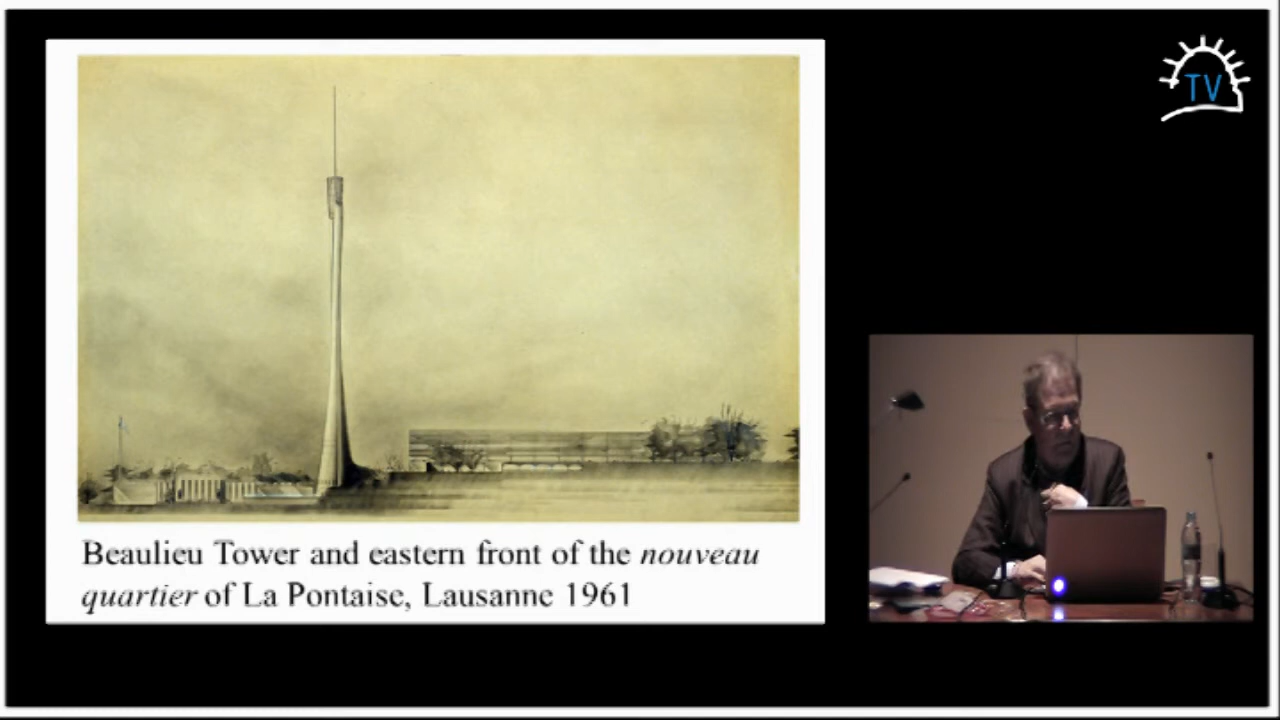 TV
Beaulieu Tower and eastern front of the nouveau
quartier of La Pontaise, Lausanne 1961